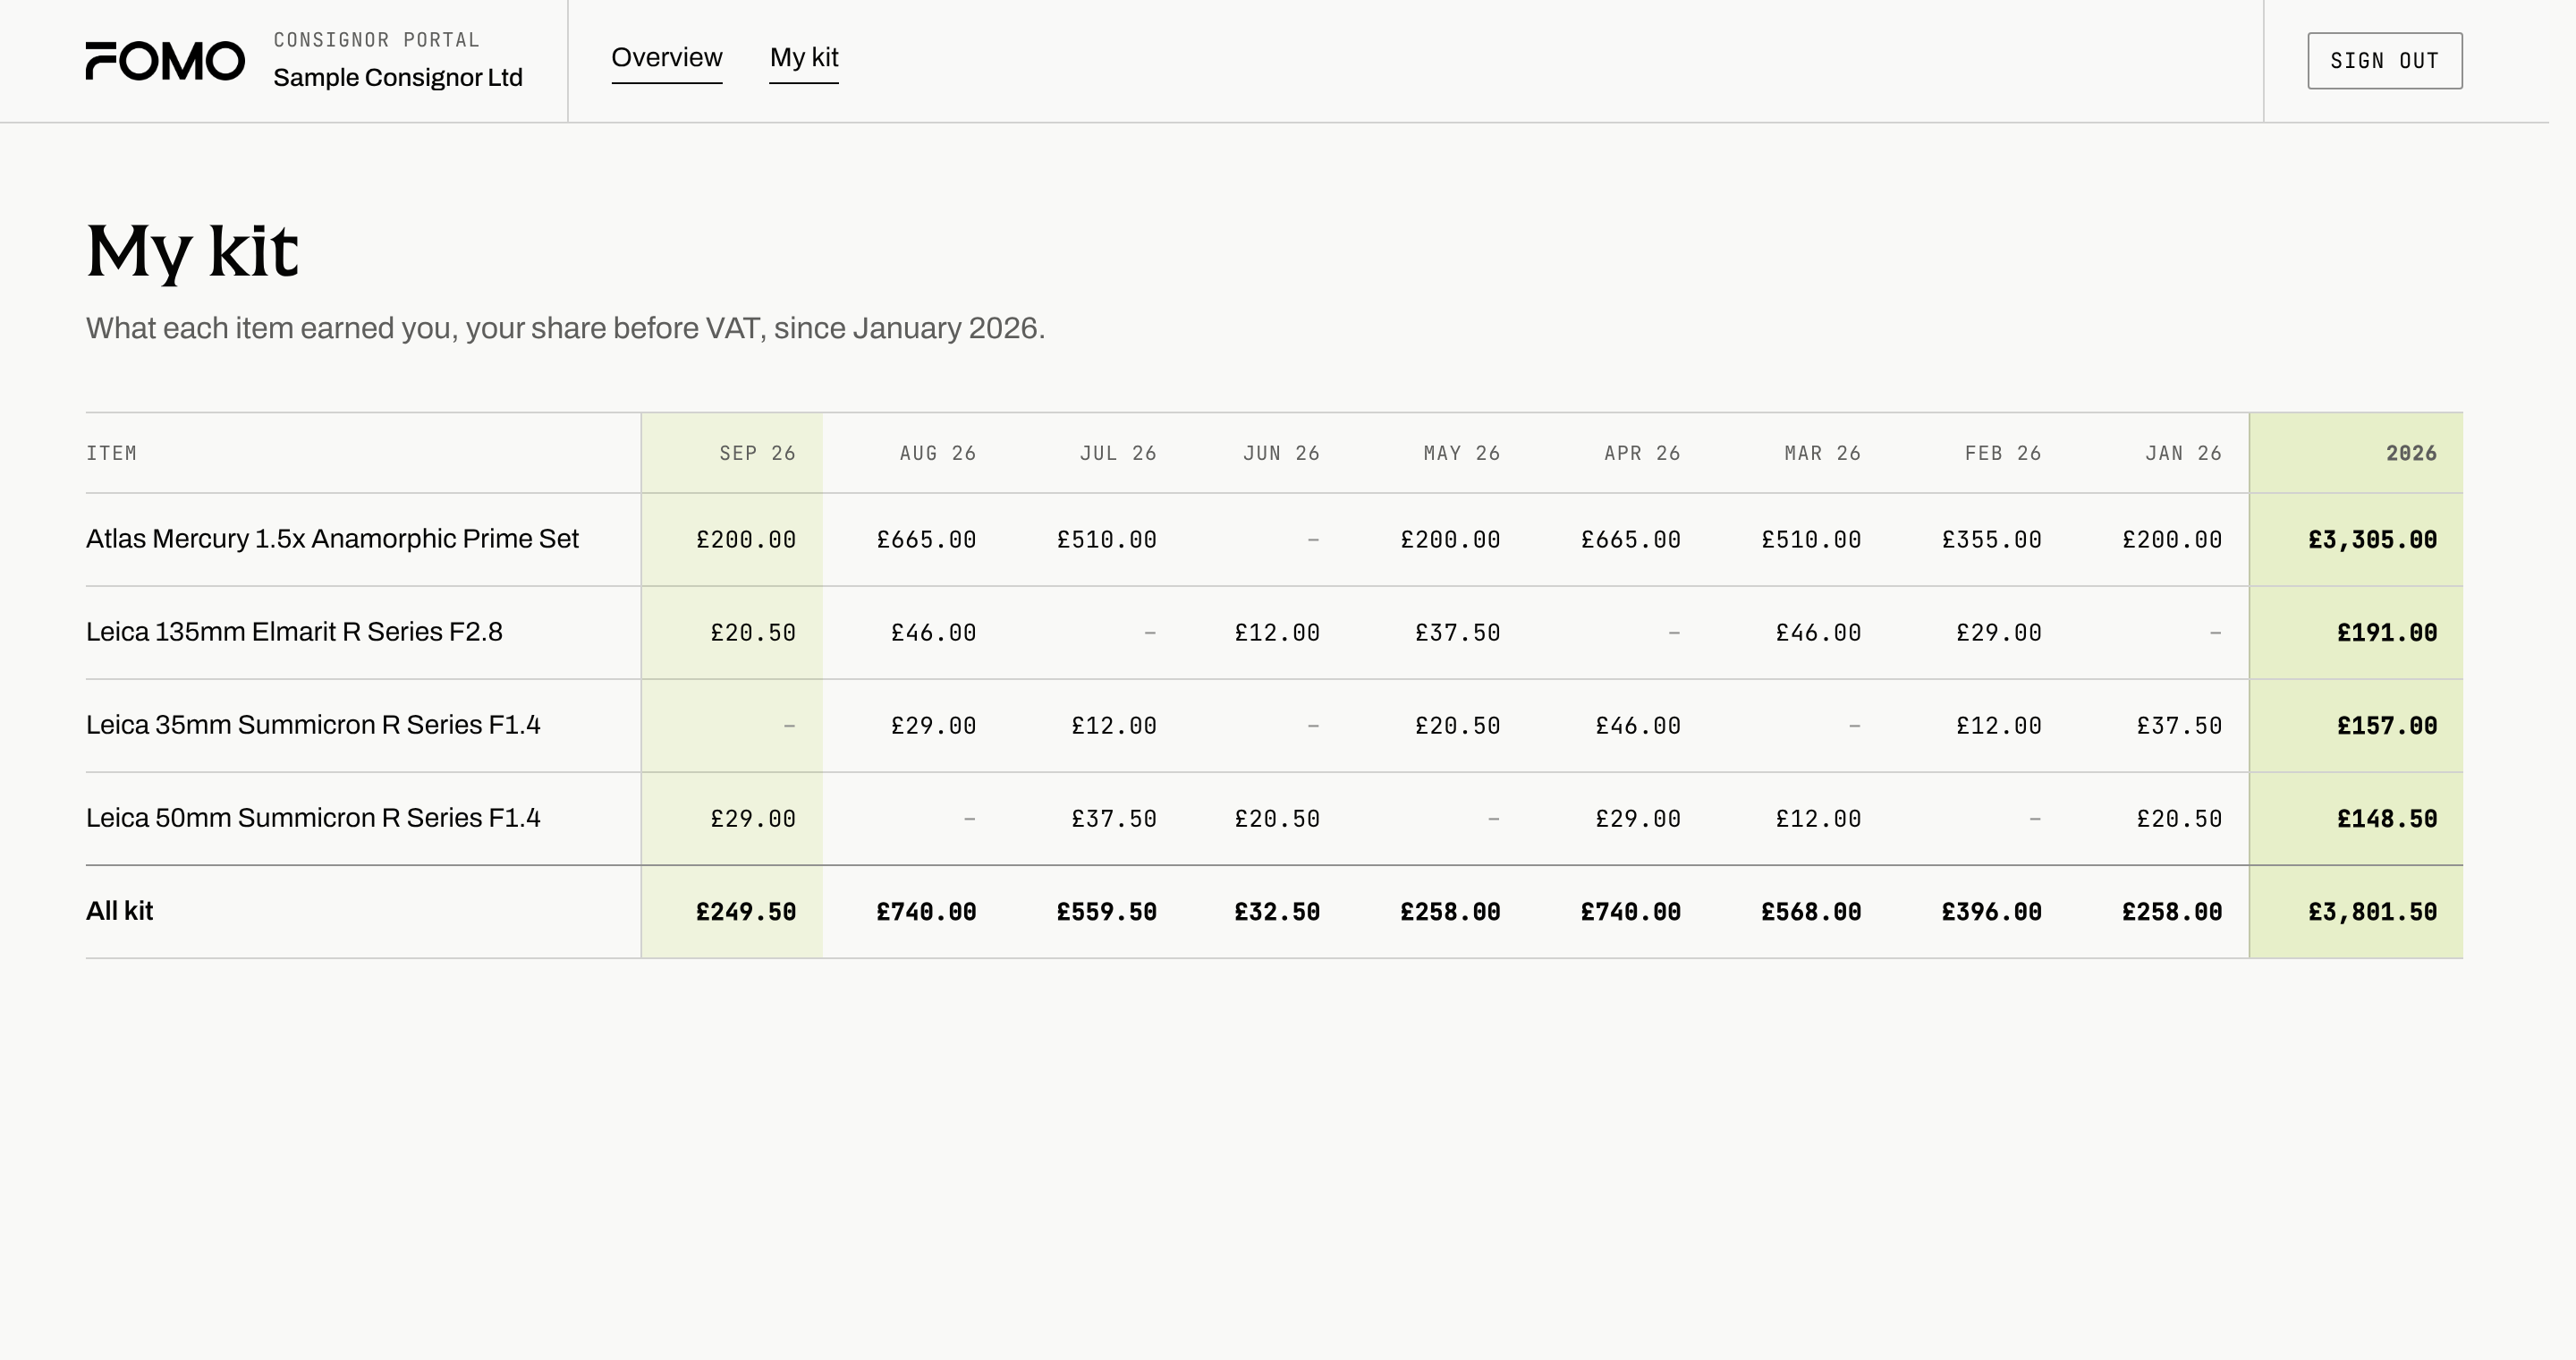 FOMO
CONSIGNOR PORTAL
Sample Consignor Ltd
Overview My kit
SIGN OUT
My kit
What each item earned you, your share before VAT, since January 2026.
ITEM SEP 26 AUG 26 JUL 26 JUN 26 MAY 26 APR 26 MAR 26 FEB 26 JAN 26 2026
Atlas Mercury 1.5x Anamorphic Prime Set £200.00 £665.00 £510.00 – £200.00 £665.00 £510.00 £355.00 £200.00 £3,305.00
Leica 135mm Elmarit R Series F2.8 £20.50 £46.00 – £12.00 £37.50 – £46.00 £29.00 – £191.00
Leica 35mm Summicron R Series F1.4 – £29.00 £12.00 – £20.50 £46.00 – £12.00 £37.50 £157.00
Leica 50mm Summicron R Series F1.4 £29.00 – £37.50 £20.50 – £29.00 £12.00 – £20.50 £148.50
All kit £249.50 £740.00 £559.50 £32.50 £258.00 £740.00 £568.00 £396.00 £258.00 £3,801.50